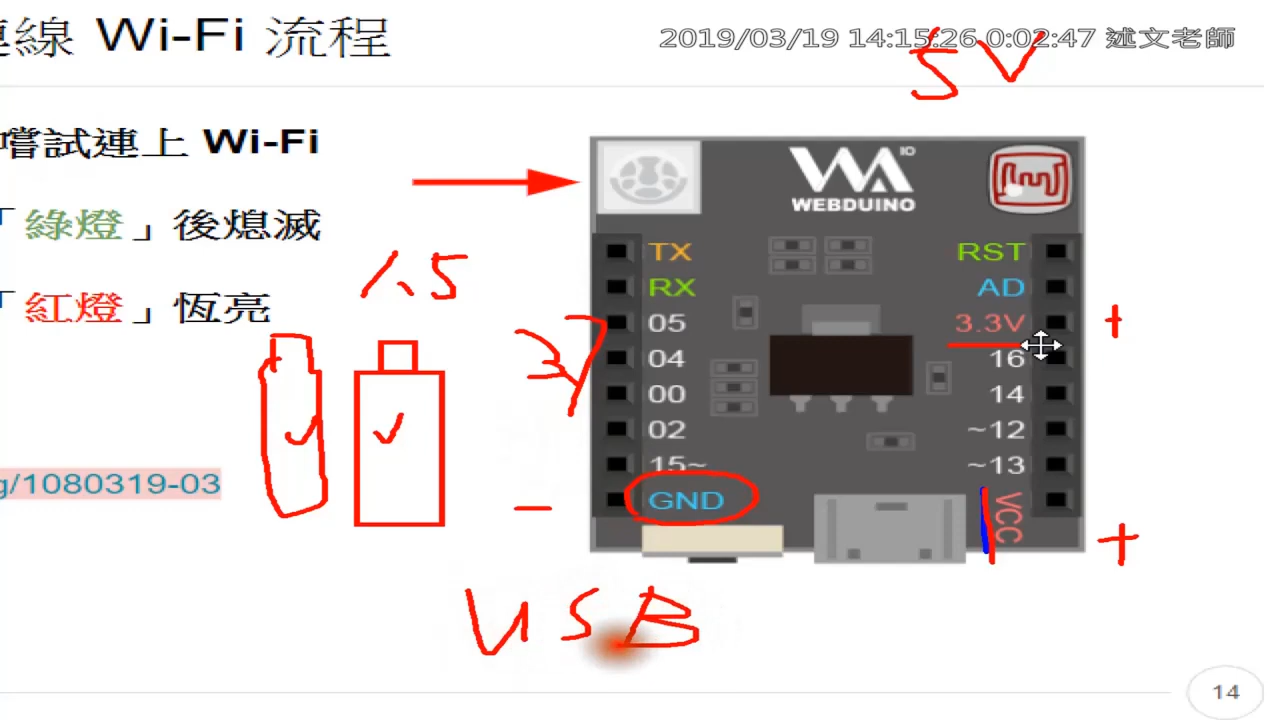 連線 Wi-Fi 流程
2019/03/19 14:15:26 0:02:47 述文老師
5V
嘗試連上 Wi-Fi
「綠燈」後熄滅
「紅燈」恆亮
g/1080319-03
1.5
WA IO
WEBDUINO
TX RST
RX AD
05 3.3V +
04 16
00 14
02 ~12
15~ ~13
- GND VCC +
USB
14